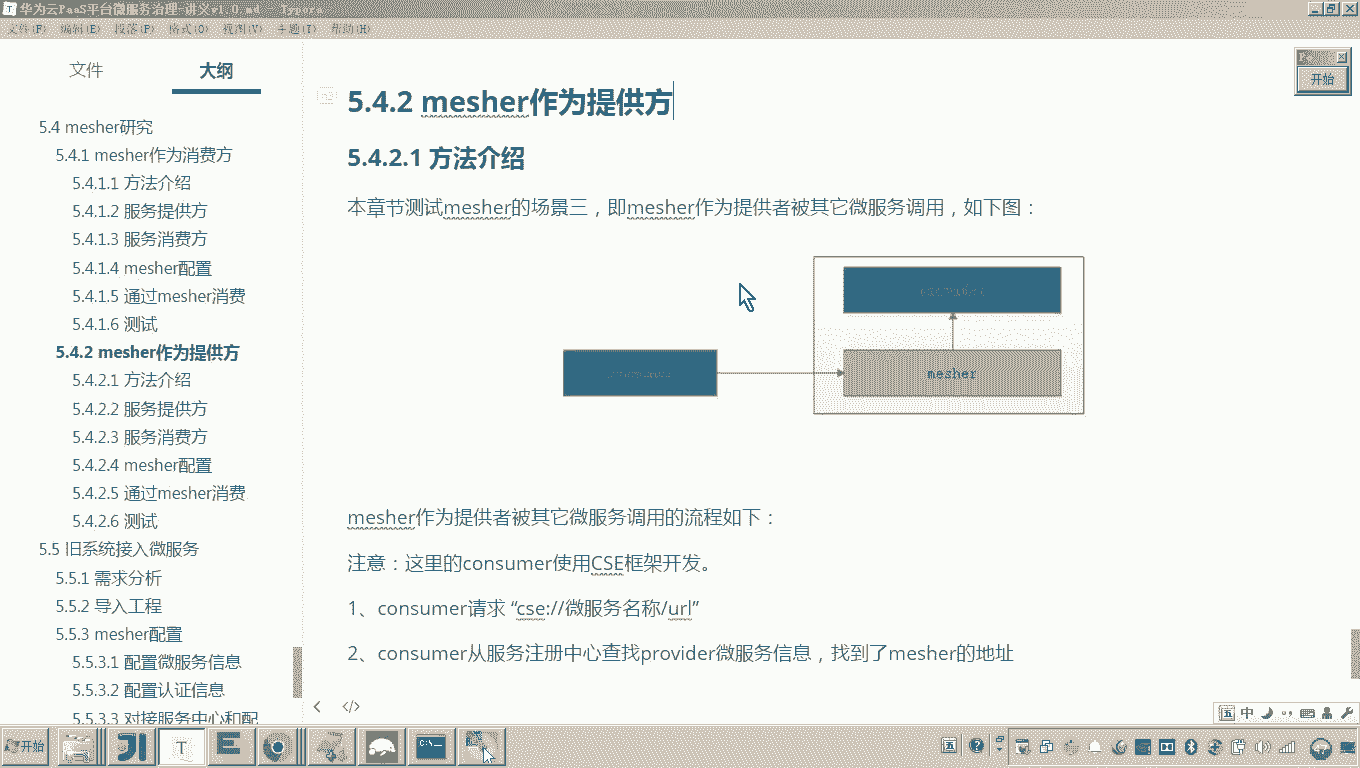 华为云PaaS平台微服务治理-讲义v1.0.md - Typora
文件(F) 编辑(E) 段落(P) 格式(O) 视图(V) 主题(T) 帮助(H)
文件 大纲
开始
5.4 mesher研究
5.4.1 mesher作为消费方
5.4.1.1 方法介绍
5.4.1.2 服务提供方
5.4.1.3 服务消费方
5.4.1.4 mesher配置
5.4.1.5 通过mesher消费
5.4.1.6 测试
5.4.2 mesher作为提供方
5.4.2.1 方法介绍
5.4.2.2 服务提供方
5.4.2.3 服务消费方
5.4.2.4 mesher配置
5.4.2.5 通过mesher消费
5.4.2.6 测试
5.5 旧系统接入微服务
5.5.1 需求分析
5.5.2 导入工程
5.5.3 mesher配置
5.5.3.1 配置微服务信息
5.5.3.2 配置认证信息
5.5.3.3 对接服务中心和配
5.4.2 mesher作为提供方
5.4.2.1 方法介绍
本章节测试mesher的场景三，即mesher作为提供者被其它微服务调用，如下图：
mesher
mesher作为提供者被其它微服务调用的流程如下：
注意：这里的consumer使用CSE框架开发。
1、consumer请求 “cse://微服务名称/url”
2、consumer从服务注册中心查找provider微服务信息，找到了mesher的地址
中
开始